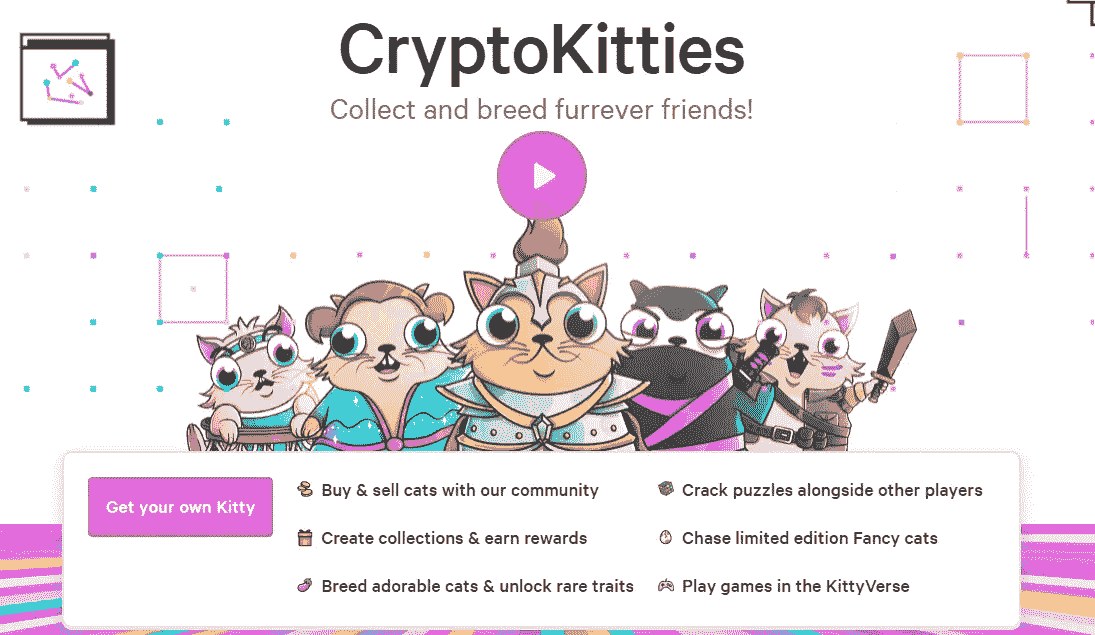 CryptoKitties
Collect and breed furrever friends!
Get your own Kitty
Buy & sell cats with our community
Create collections & earn rewards
Breed adorable cats & unlock rare traits
Crack puzzles alongside other players
Chase limited edition Fancy cats
Play games in the KittyVerse